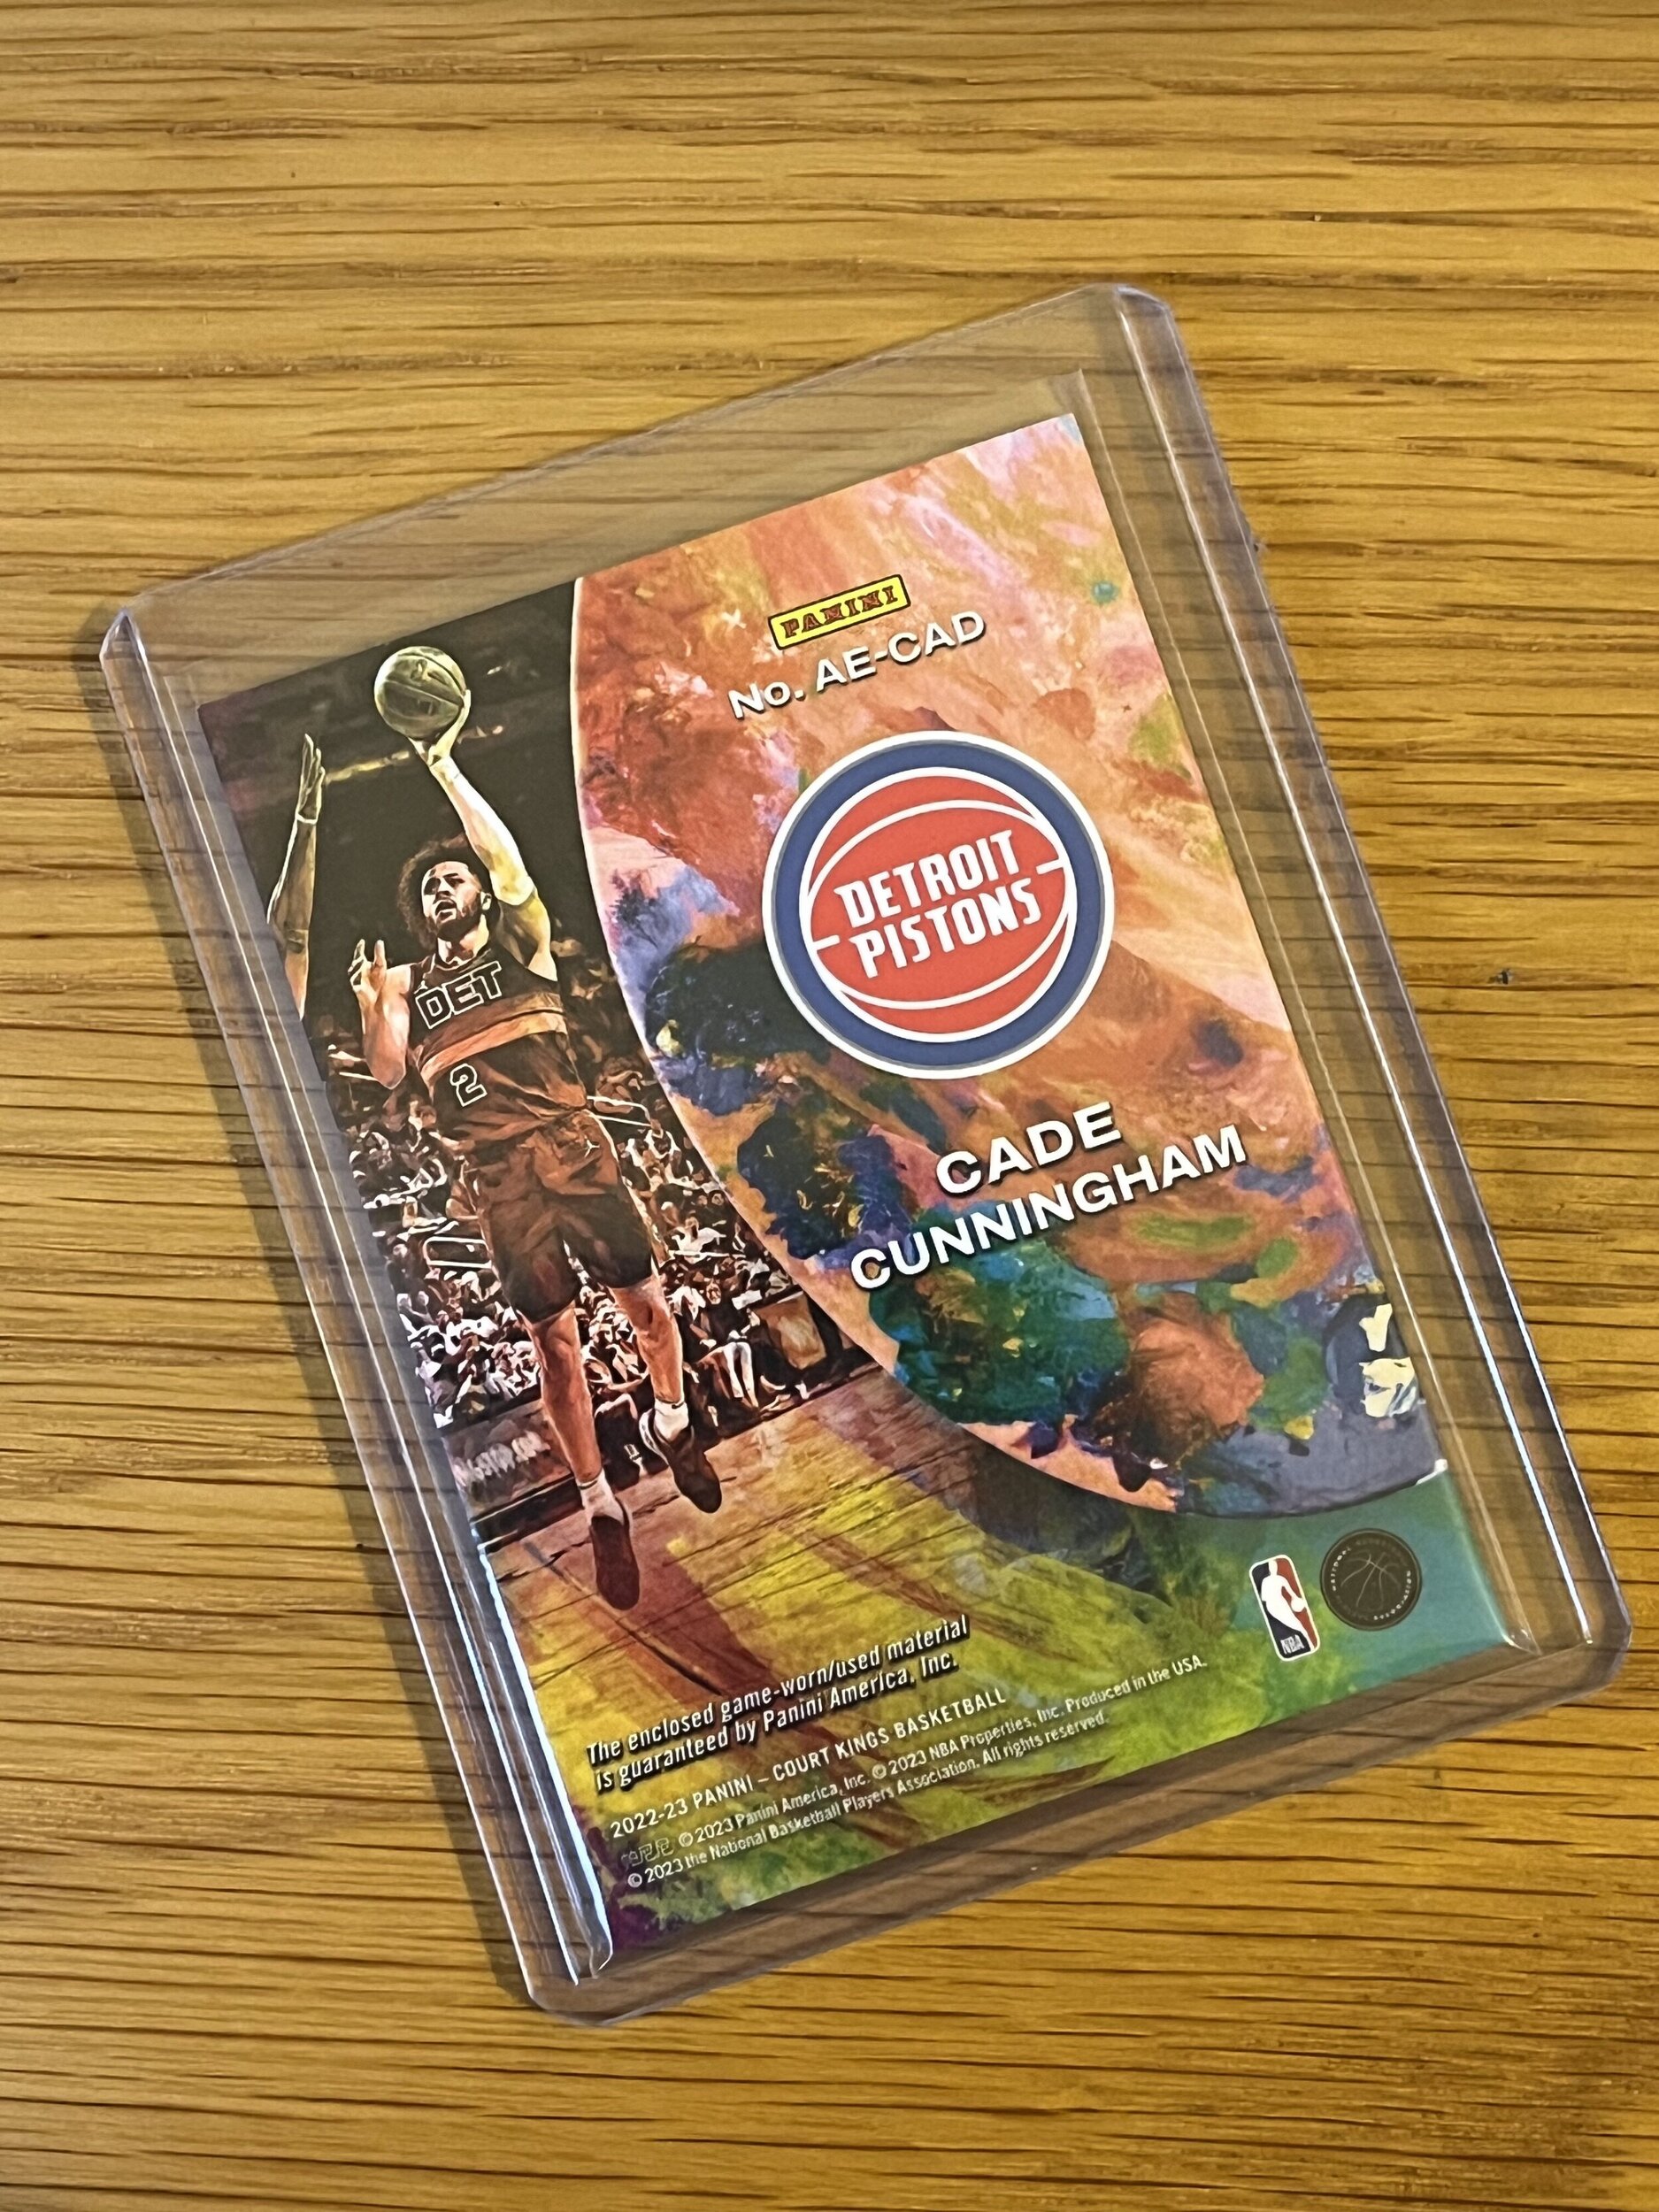 PANINI
No. AE-CAD
DETROIT
PISTONS
DET
2
CADE
CUNNINGHAM
NBA
The enclosed game-worn/used material
is guaranteed by Panini America, Inc.
2022-23 PANINI – COURT KINGS BASKETBALL
© 2023 Panini America, Inc. © 2023 NBA Properties, Inc. Produced in the USA.
© 2023 the National Basketball Players Association. All rights reserved.